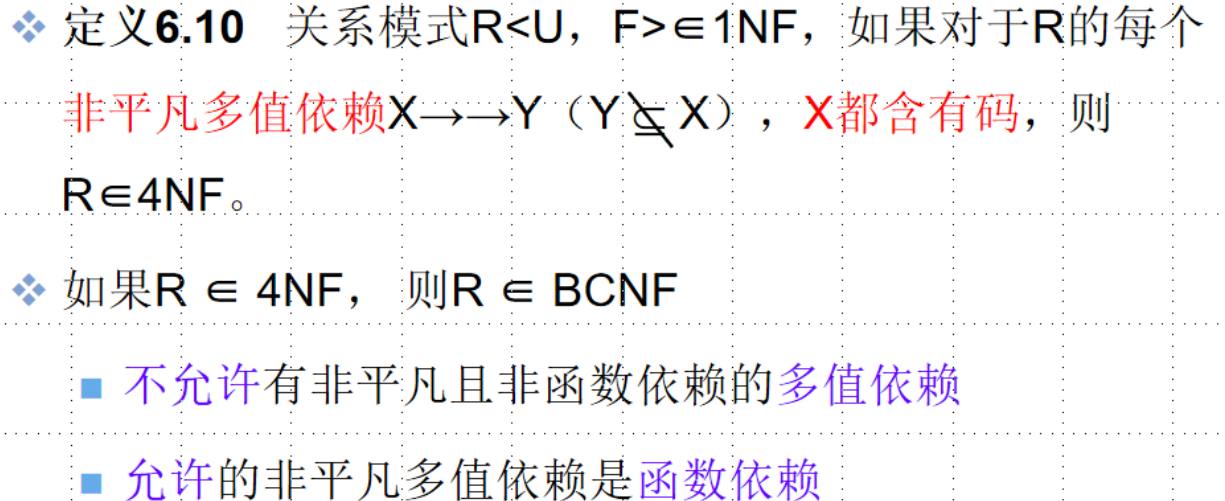 ❖ 定义6.10 关系模式R<U，F>∈1NF，如果对于R的每个
非平凡多值依赖X→→Y（Y⊈X），X都含有码，则
R∈4NF。
❖ 如果R ∈ 4NF， 则R ∈ BCNF
■ 不允许有非平凡且非函数依赖的多值依赖
■ 允许的非平凡多值依赖是函数依赖